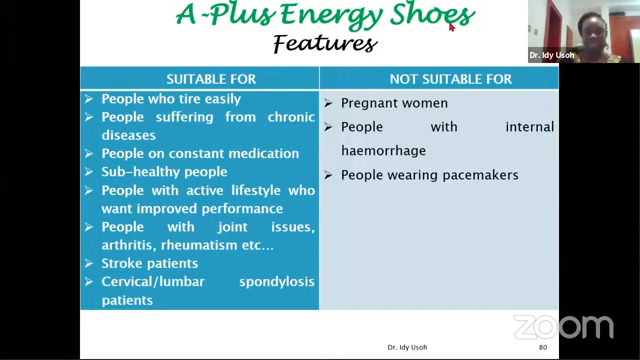 A-Plus Energy Shoes
Features
Dr. Idy Usoh
SUITABLE FOR
➢ People who tire easily
➢ People suffering from chronic
diseases
➢ People on constant medication
➢ Sub-healthy people
➢ People with active lifestyle who
want improved performance
➢ People with joint issues,
arthritis, rheumatism etc...
➢ Stroke patients
➢ Cervical/lumbar spondylosis
patients
NOT SUITABLE FOR
➢ Pregnant women
➢ People with internal
haemorrhage
➢ People wearing pacemakers
zoom
Dr. Idy Usoh
80